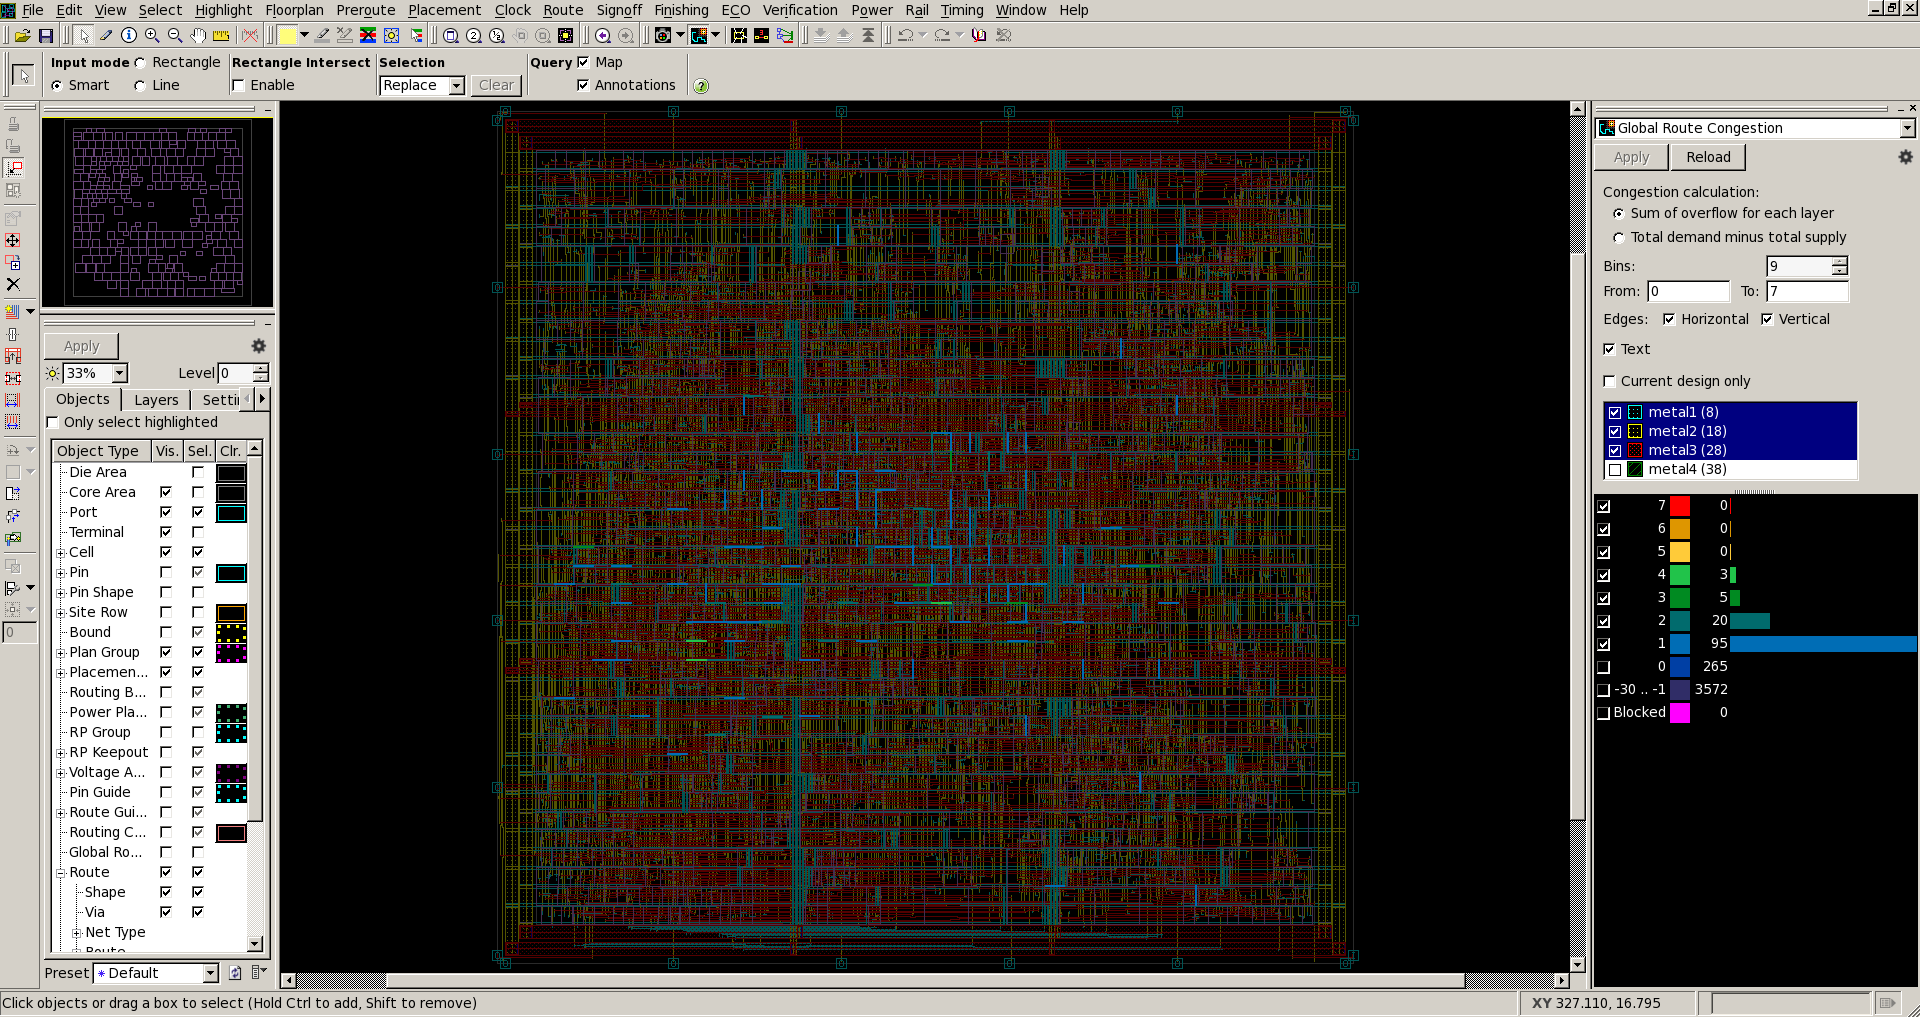 File Edit View Select Highlight Floorplan Preroute Placement Clock Route Signoff Finishing ECO Verification Power Rail Timing Window Help
Input mode Rectangle Rectangle Intersect Selection Query Map
Smart Line Enable Replace Clear Annotations
Apply
33% Level 0
Objects Layers Settin
Only select highlighted
Object Type Vis. Sel. Clr.
Die Area
Core Area
Port
Terminal
Cell
Pin
Pin Shape
Site Row
Bound
Plan Group
Placemen...
Routing B...
Power Pla...
RP Group
RP Keepout
Voltage A...
Pin Guide
Route Gui...
Routing C...
Global Ro...
Route
Shape
Via
Net Type
Route
Preset * Default
0
Global Route Congestion
Apply Reload
Congestion calculation:
Sum of overflow for each layer
Total demand minus total supply
Bins: 9
From: 0 To: 7
Edges: Horizontal Vertical
Text
Current design only
metal1 (8)
metal2 (18)
metal3 (28)
metal4 (38)
7 0
6 0
5 0
4 3
3 5
2 20
1 95
0 265
-30 .. -1 3572
Blocked 0
Click objects or drag a box to select (Hold Ctrl to add, Shift to remove)
XY 327.110, 16.795